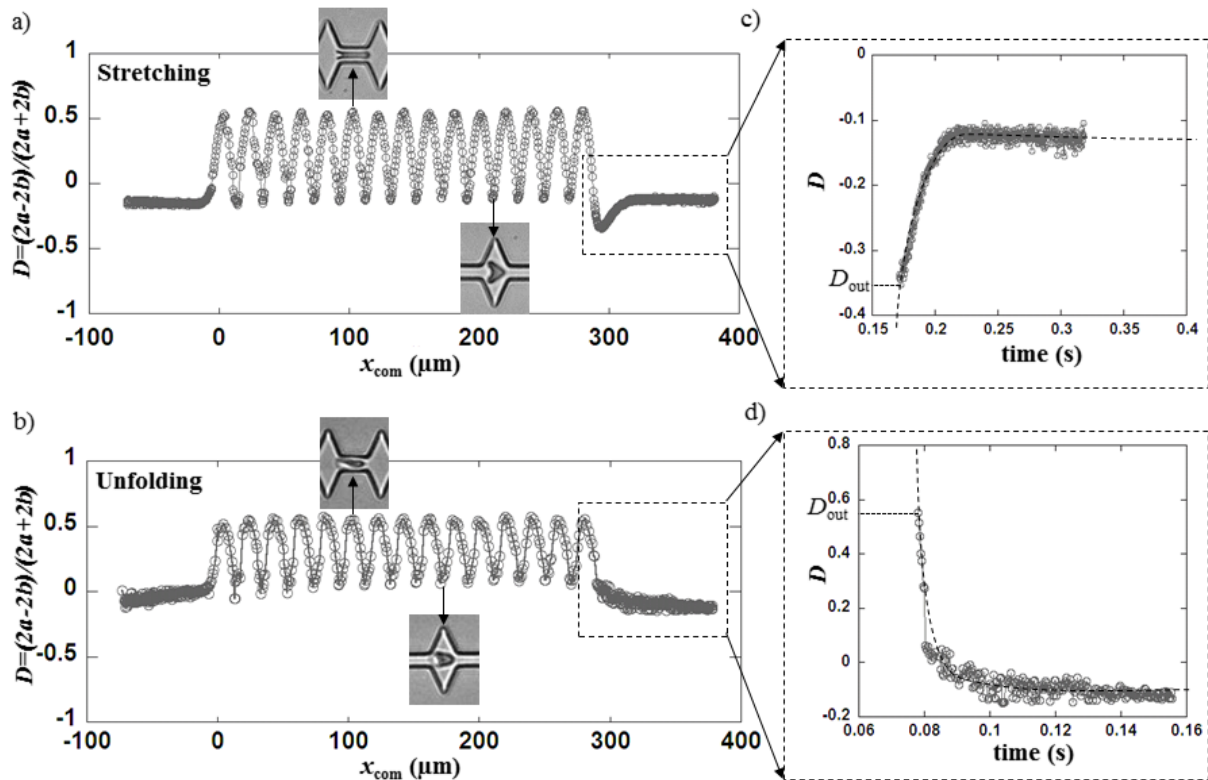 a)
Stretching
D=(2a-2b)/(2a+2b)
1
0.5
0
-0.5
-1
-100
0
100
200
300
400
x_com (µm)
c)
D
0
-0.1
-0.2
-0.3
-0.4
D_out
0.15
0.2
0.25
0.3
0.35
0.4
time (s)
b)
Unfolding
D=(2a-2b)/(2a+2b)
1
0.5
0
-0.5
-1
-100
0
100
200
300
400
x_com (µm)
d)
D
0.8
0.6
0.4
0.2
0
-0.2
D_out
0.06
0.08
0.1
0.12
0.14
0.16
time (s)